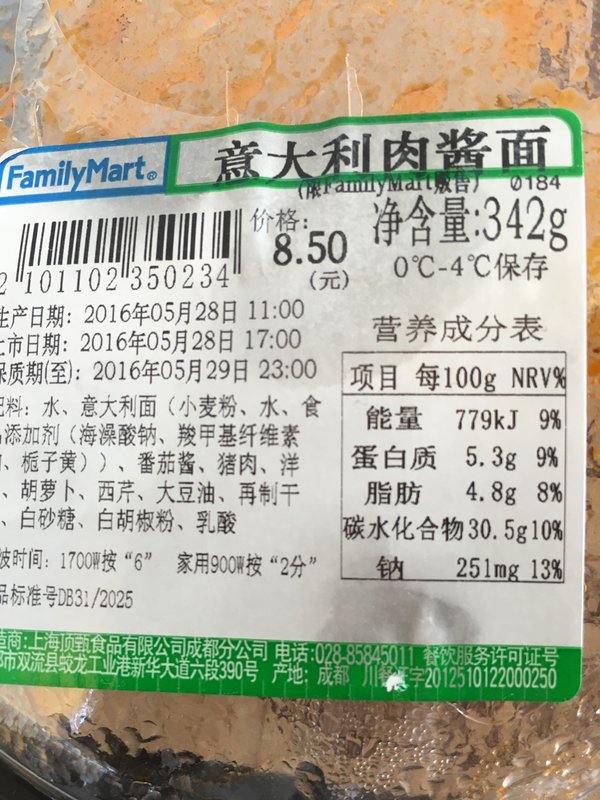 FamilyMart®
意大利肉酱面
(限FamilyMart贩售) 0184
价格:
8.50
(元)
净含量:342g
0℃-4℃保存
2 101102 350234
生产日期: 2016年05月28日 11:00
上市日期: 2016年05月28日 17:00
保质期(至): 2016年05月29日 23:00
营养成分表
项目 每100g NRV%
能量 779kJ 9%
蛋白质 5.3g 9%
脂肪 4.8g 8%
碳水化合物 30.5g 10%
钠 251mg 13%
料: 水、意大利面（小麦粉、水、食
添加剂（海藻酸钠、羧甲基纤维素
、栀子黄））、番茄酱、猪肉、洋
、胡萝卜、西芹、大豆油、再制干
、白砂糖、白胡椒粉、乳酸
波时间: 1700W按“6” 家用900W按“2分”
品标准号DB31/2025
造商:上海顶甄食品有限公司成都分公司 电话:028-85845011 餐饮服务许可证号
都市双流县蛟龙工业港新华大道六段390号 产地: 成都 川餐证字2012510122000250